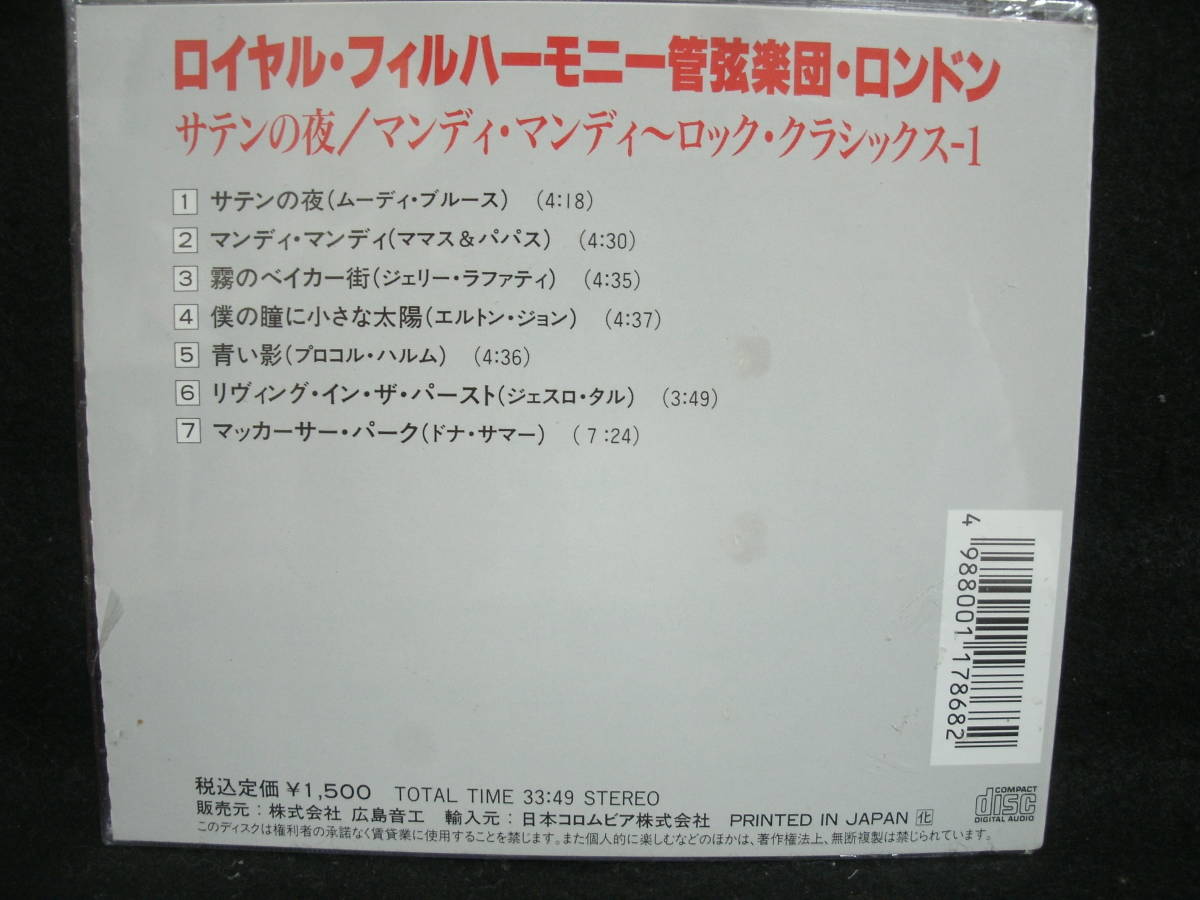 ロイヤル・フィルハーモニー管弦楽団・ロンドン
サテンの夜/マンディ・マンディ〜ロック・クラシックス-1
1 サテンの夜(ムーディ・ブルース) (4:18)
2 マンディ・マンディ(ママス&パパス) (4:30)
3 霧のベイカー街(ジェリー・ラファティ) (4:35)
4 僕の瞳に小さな太陽(エルトン・ジョン) (4:37)
5 青い影(プロコル・ハルム) (4:36)
6 リヴィング・イン・ザ・パースト(ジェスロ・タル) (3:49)
7 マッカーサー・パーク(ドナ・サマー) (7:24)
4 988001 178682
税込定価 ¥1,500 TOTAL TIME 33:49 STEREO
販売元:株式会社 広島音工 輸入元:日本コロムビア株式会社 PRINTED IN JAPAN 化
このディスクは権利者の承諾なく賃貸業に使用することを禁じます。また個人的に楽しむなどのほかは、著作権法上、無断複製は禁じられています。
COMPACT
disc
DIGITAL AUDIO